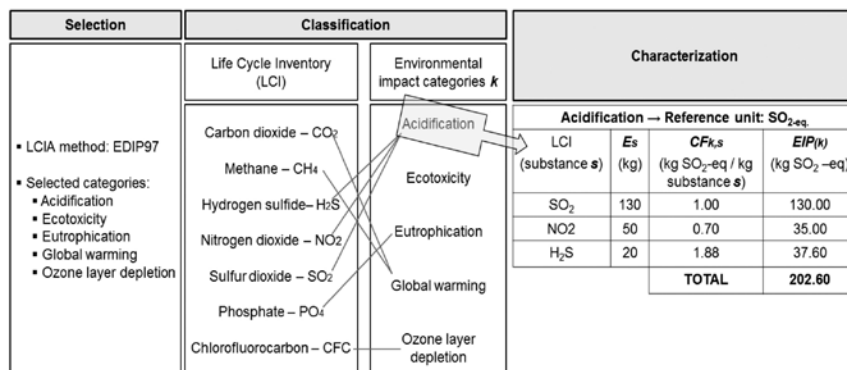 Selection
Classification
Characterization
Life Cycle Inventory
(LCI)
Environmental
impact categories k
▪ LCIA method: EDIP97
▪ Selected categories:
▪ Acidification
▪ Ecotoxicity
▪ Eutrophication
▪ Global warming
▪ Ozone layer depletion
Carbon dioxide – CO₂
Methane – CH₄
Hydrogen sulfide– H₂S
Nitrogen dioxide – NO₂
Sulfur dioxide – SO₂
Phosphate – PO₄
Chlorofluorocarbon – CFC
Acidification
Ecotoxicity
Eutrophication
Global warming
Ozone layer
depletion
Acidification → Reference unit: SO₂-eq.
LCI
(substance s)
Es
(kg)
CFk,s
(kg SO₂-eq / kg
substance s)
EIP(k)
(kg SO₂ –eq)
SO₂ 130 1.00 130.00
NO2 50 0.70 35.00
H₂S 20 1.88 37.60
TOTAL 202.60